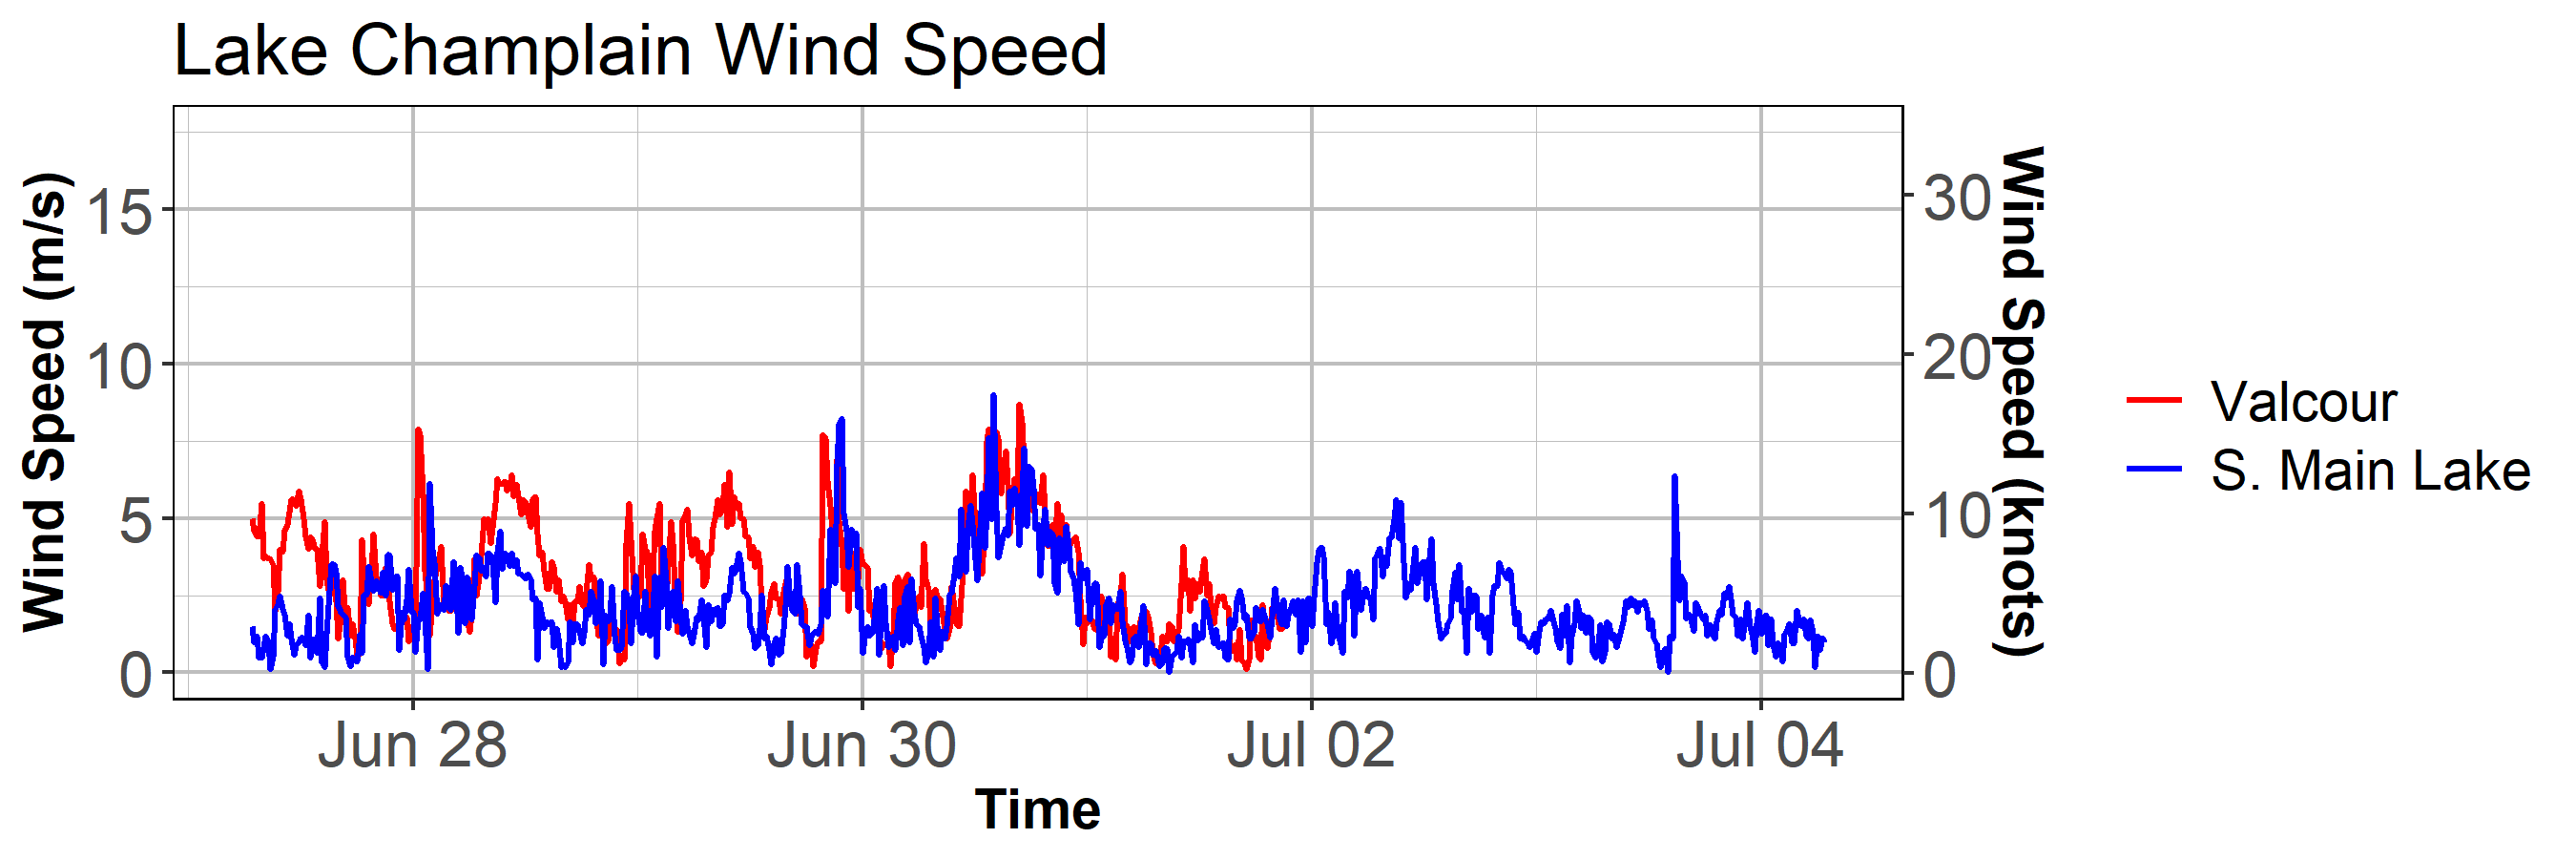 Lake Champlain Wind Speed
Wind Speed (m/s)
15
10
5
0
30
20
10
0
Wind Speed (knots)
Jun 28
Jun 30
Jul 02
Jul 04
Time
Valcour
S. Main Lake